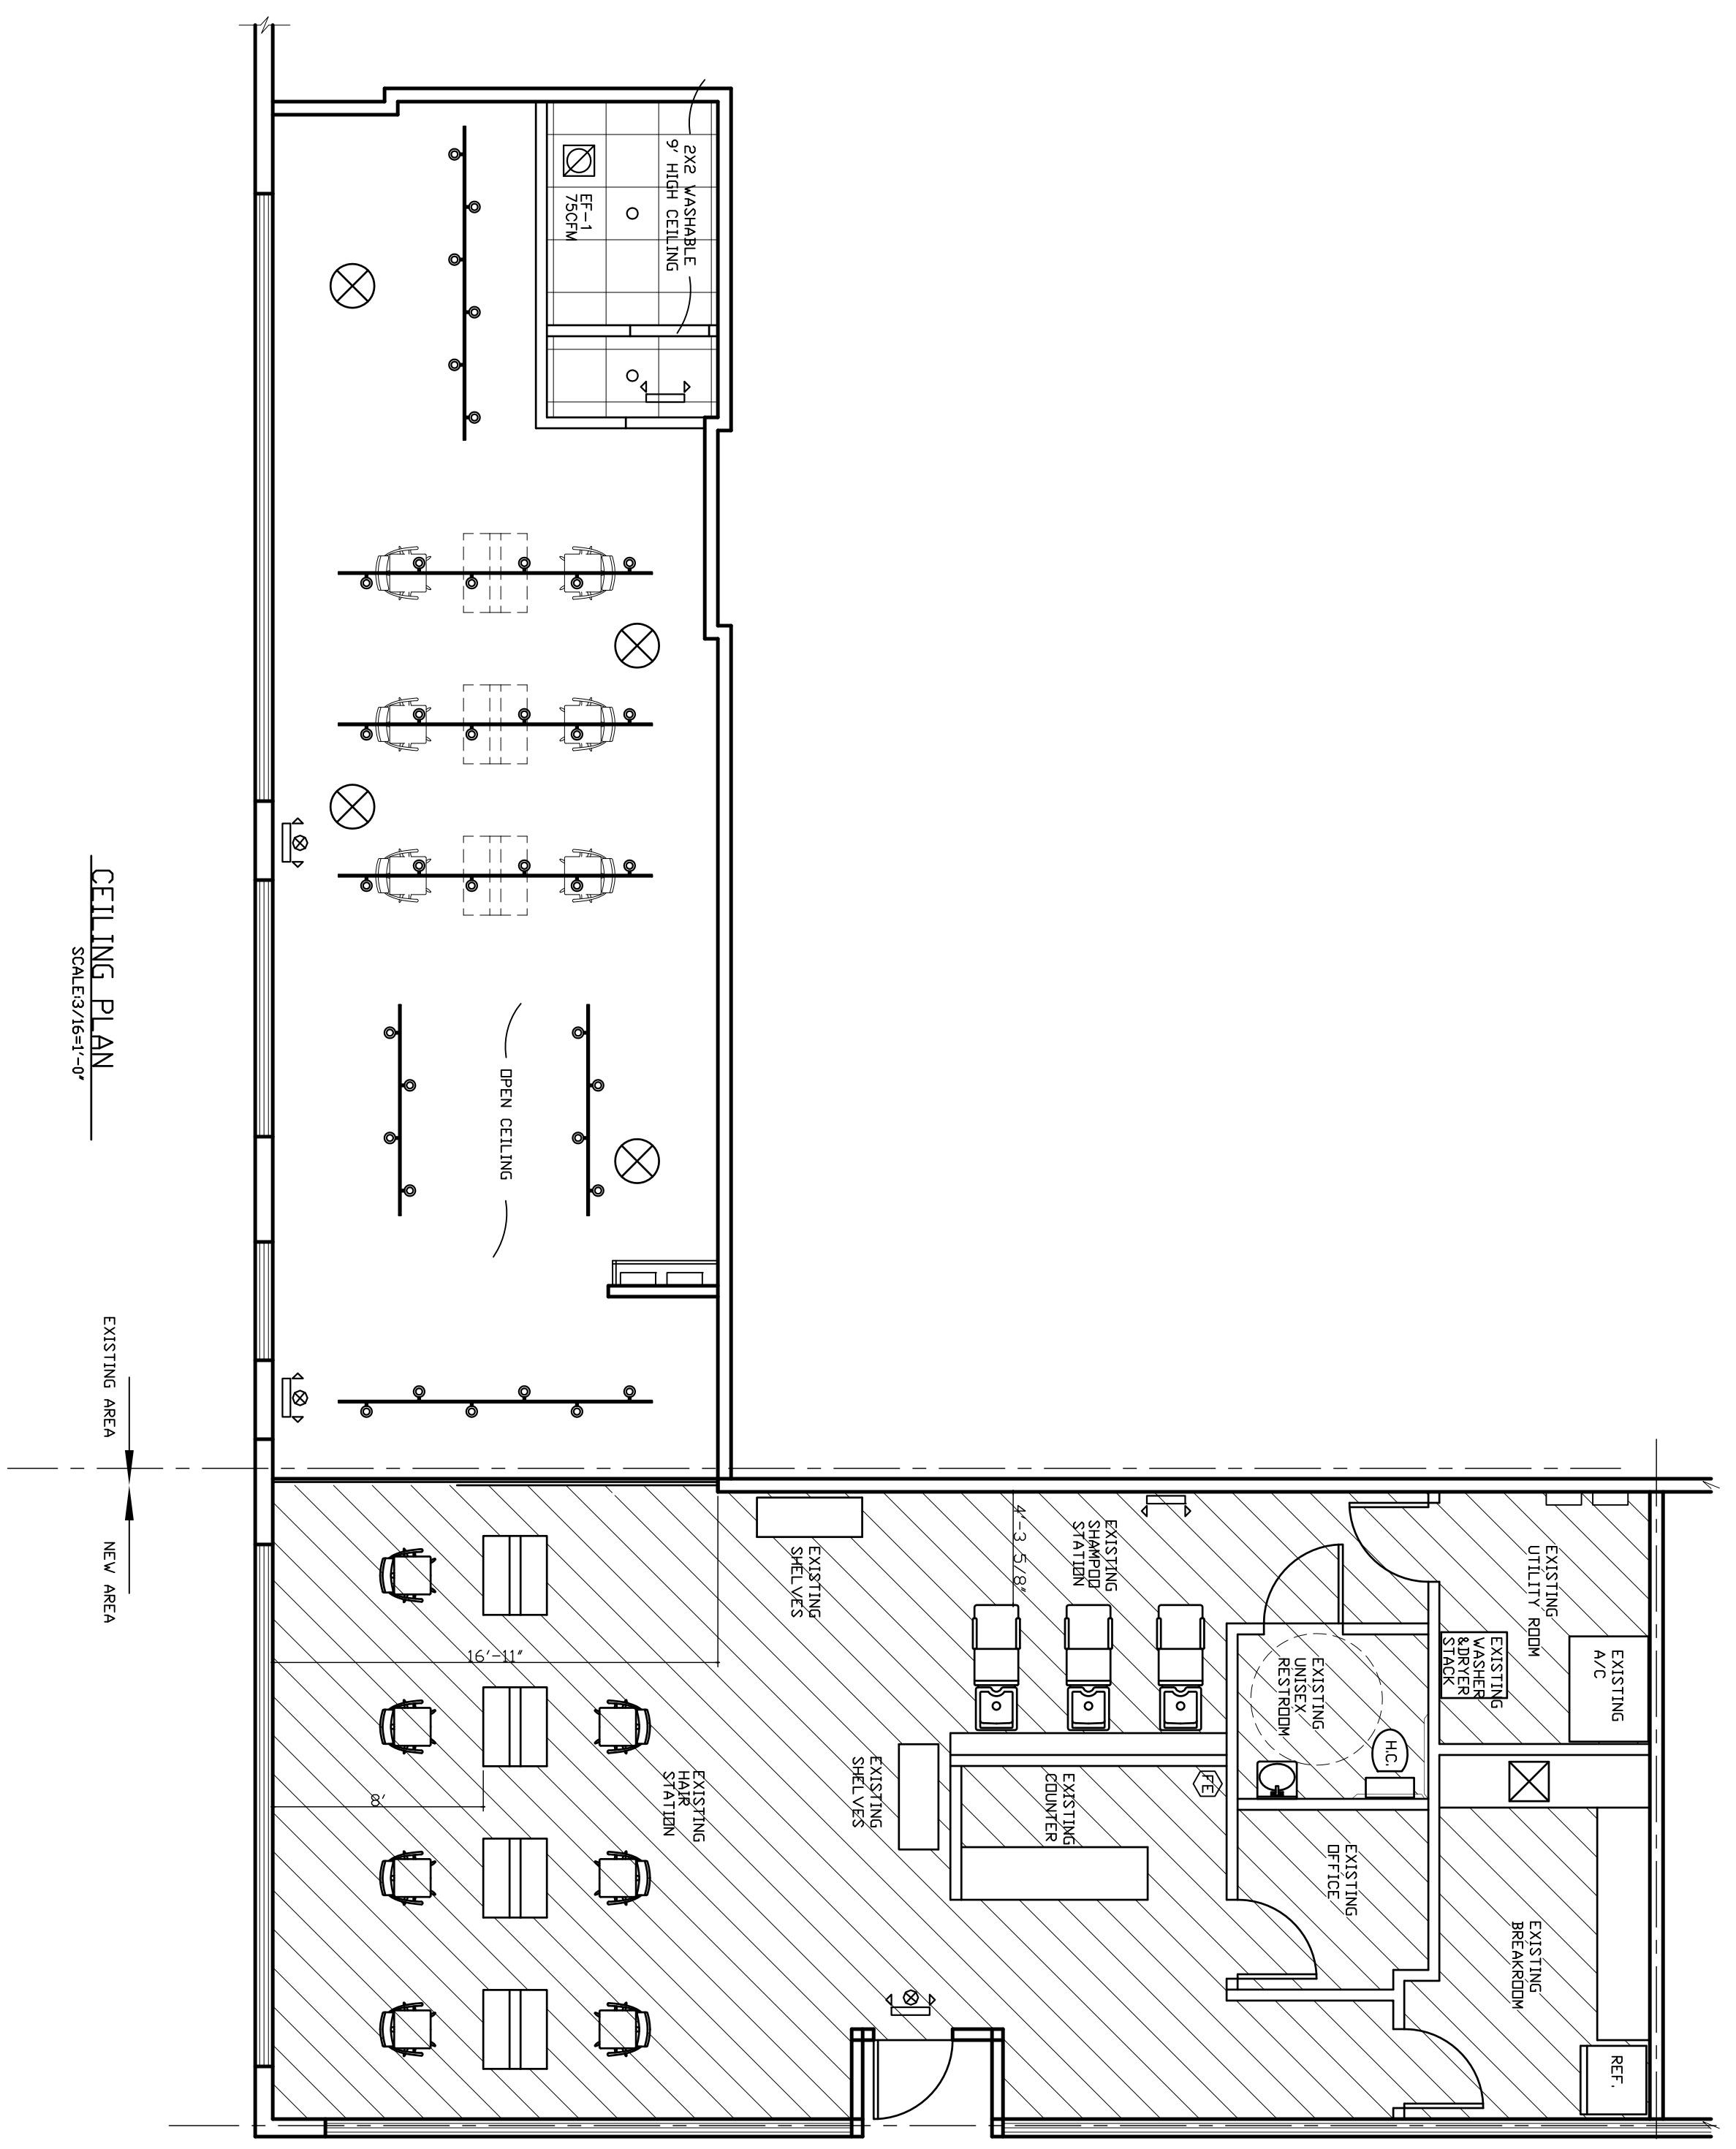 2X2 WASHABLE
9' HIGH CEILING
EF-1
75CFM
OPEN CEILING
CEILING PLAN
SCALE:3/16=1'-0"
EXISTING AREA
NEW AREA
EXISTING
SHELVES
4'-3 5/8"
EXISTING
SHAMPOO
STATION
EXISTING
UTILITY ROOM
EXISTING
A/C
EXISTING
WASHER
&DRYER
STACK
EXISTING
UNISEX
RESTROOM
H.C.
16'-11"
8'
EXISTING
HAIR
STATION
EXISTING
SHELVES
EXISTING
COUNTER
FE
EXISTING
OFFICE
EXISTING
BREAKROOM
REF.